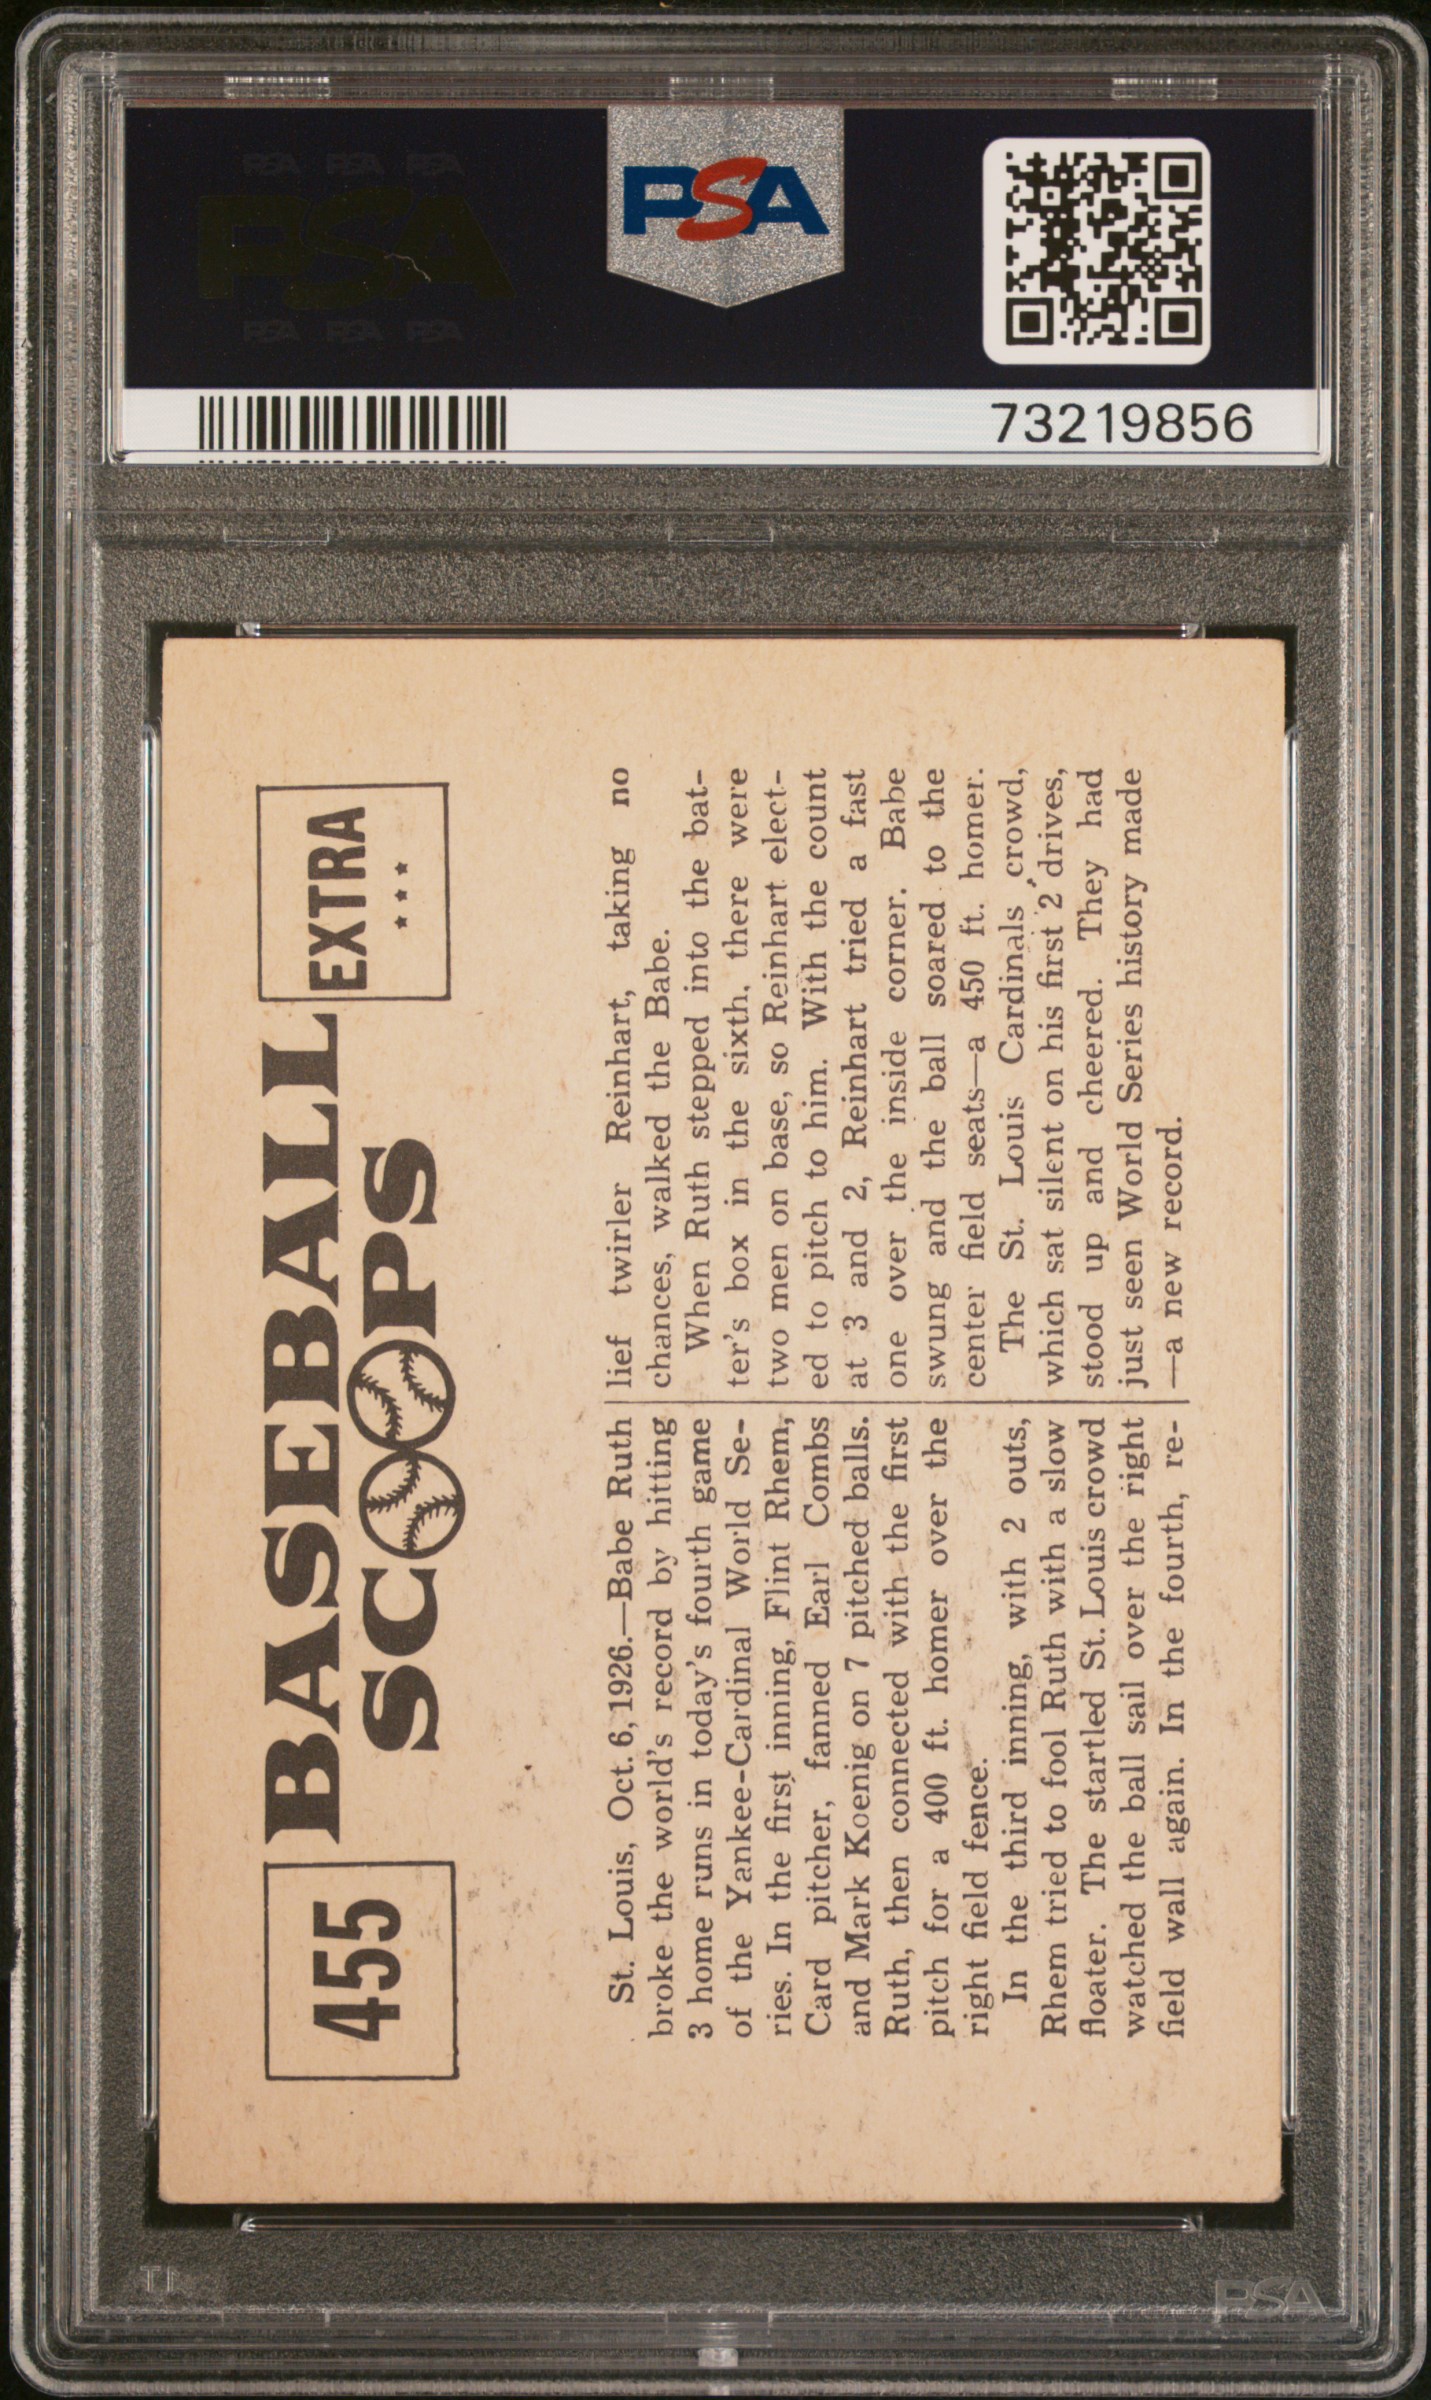 PSA PSA PSA
PSA
PSA PSA PSA
PSA
73219856
455
BASEBALL
SCOOPS
EXTRA
St. Louis, Oct. 6, 1926.—Babe Ruth
broke the world's record by hitting
3 home runs in today's fourth game
of the Yankee-Cardinal World Se-
ries. In the first inning, Flint Rhem,
Card pitcher, fanned Earl Combs
and Mark Koenig on 7 pitched balls.
Ruth, then connected with the first
pitch for a 400 ft. homer over the
right field fence.
In the third inning, with 2 outs,
Rhem tried to fool Ruth with a slow
floater. The startled St. Louis crowd
watched the ball sail over the right
field wall again. In the fourth, re-
lief twirler Reinhart, taking no
chances, walked the Babe.
When Ruth stepped into the bat-
ter's box in the sixth, there were
two men on base, so Reinhart elect-
ed to pitch to him. With the count
at 3 and 2, Reinhart tried a fast
one over the inside corner. Babe
swung and the ball soared to the
center field seats—a 450 ft. homer.
The St. Louis Cardinals crowd,
which sat silent on his first 2 drives,
stood up and cheered. They had
just seen World Series history made
—a new record.
PSA